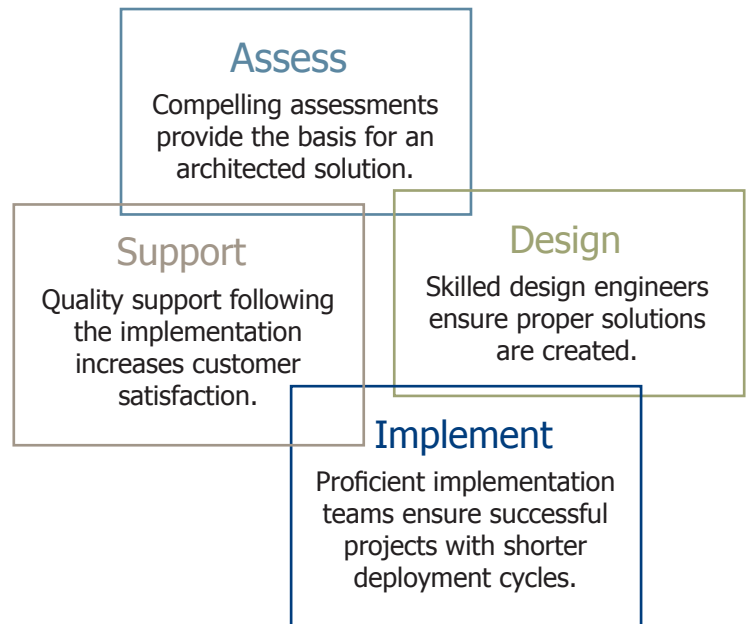 Assess
Compelling assessments
provide the basis for an
architected solution.
Design
Skilled design engineers
ensure proper solutions
are created.
Implement
Proficient implementation
teams ensure successful
projects with shorter
deployment cycles.
Support
Quality support following
the implementation
increases customer
satisfaction.